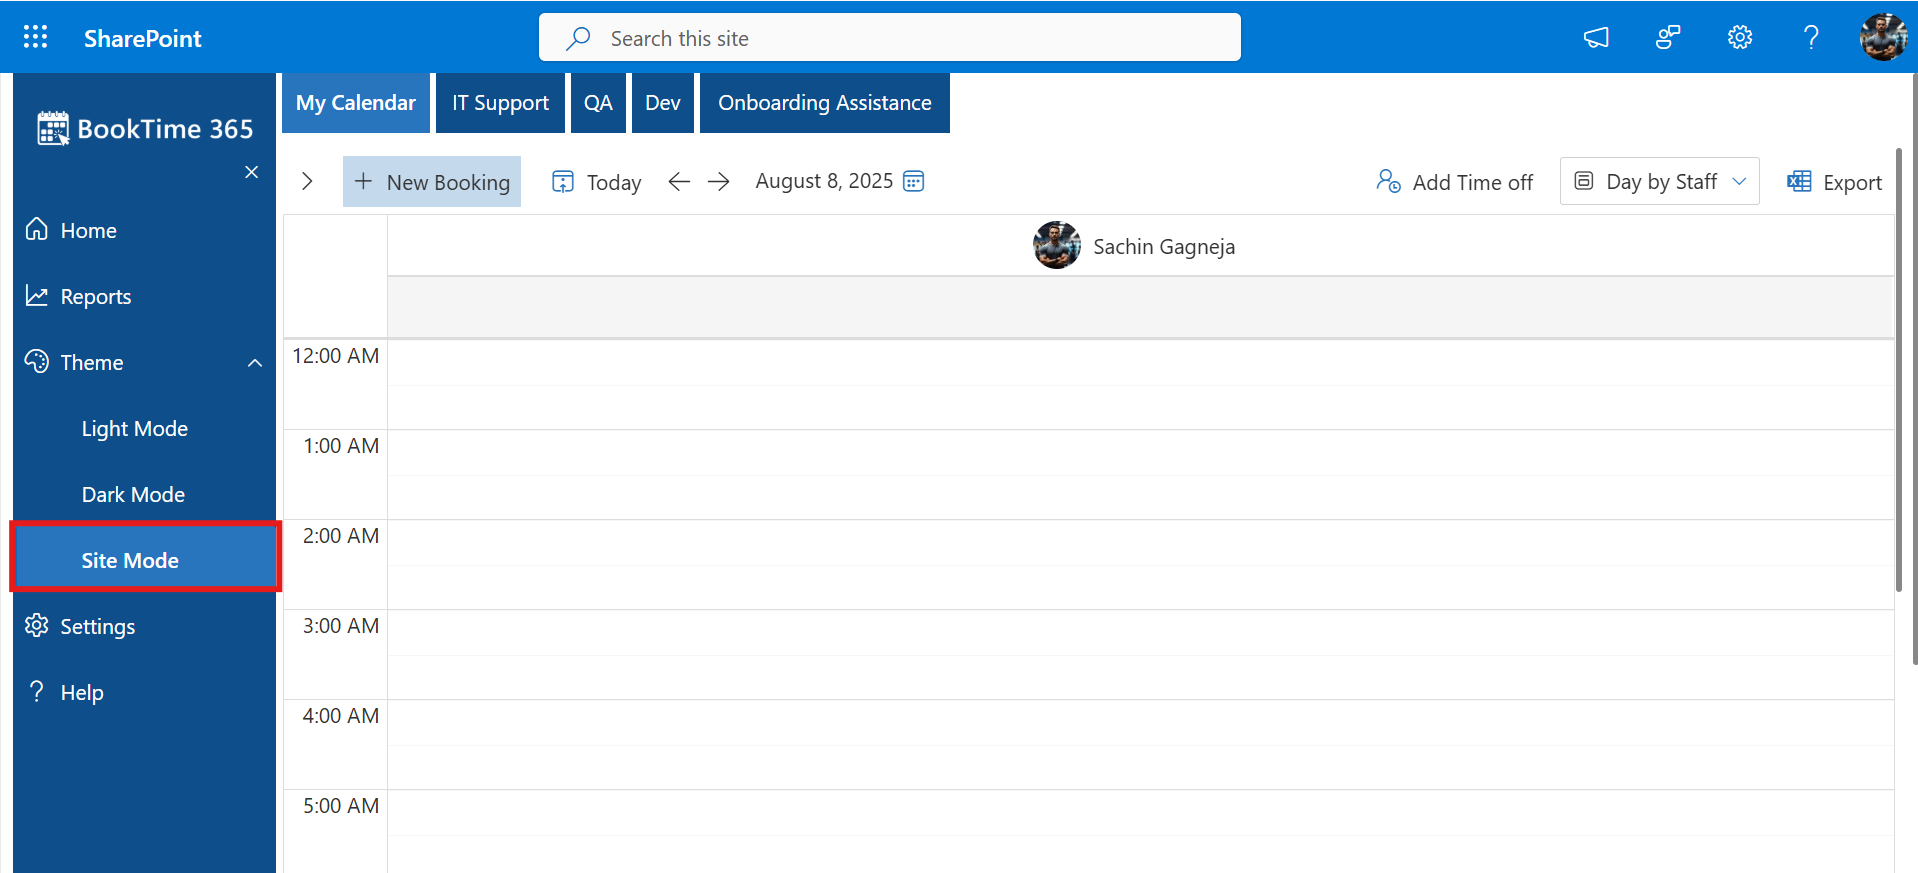 SharePoint
Search this site
BookTime 365
Home
Reports
Theme
Light Mode
Dark Mode
Site Mode
Settings
Help
My Calendar IT Support QA Dev Onboarding Assistance
New Booking Today August 8, 2025 Add Time off Day by Staff Export
Sachin Gagneja
12:00 AM
1:00 AM
2:00 AM
3:00 AM
4:00 AM
5:00 AM